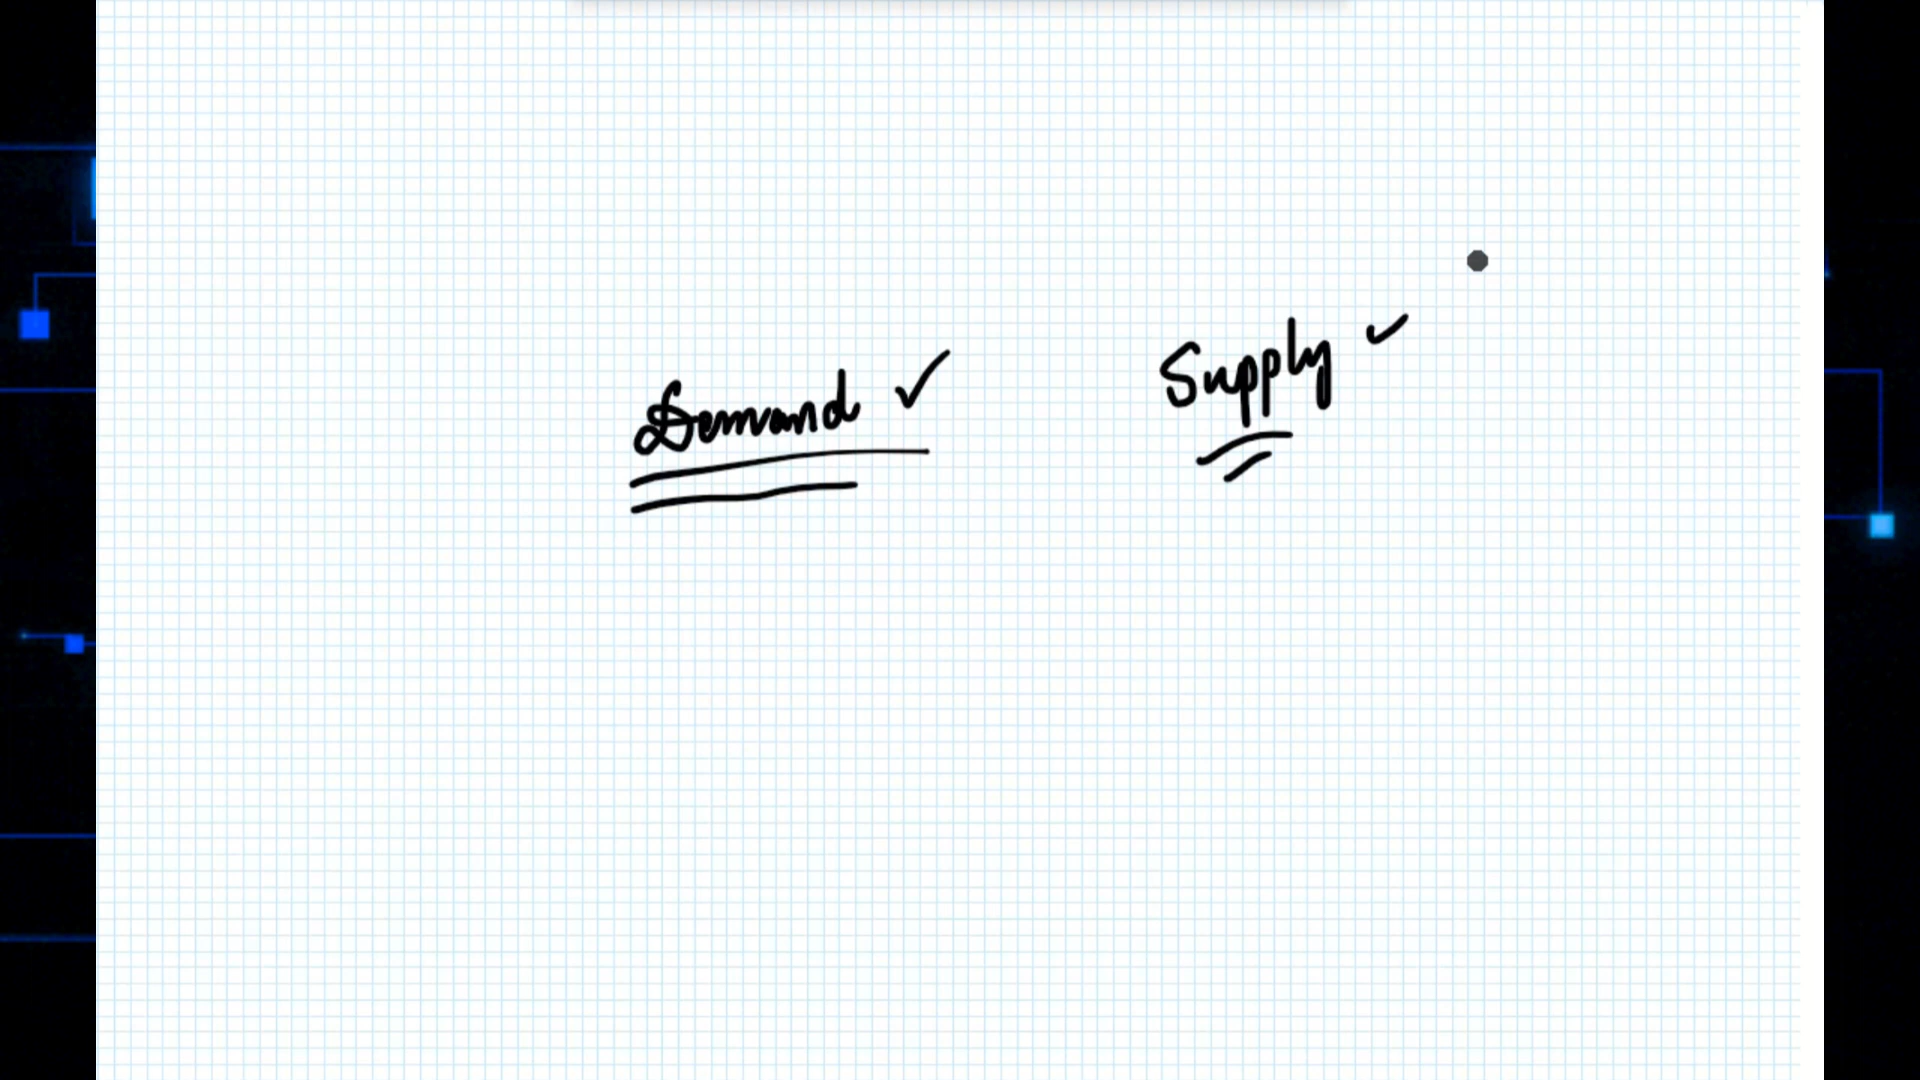 Demand ✓
Supply ✓